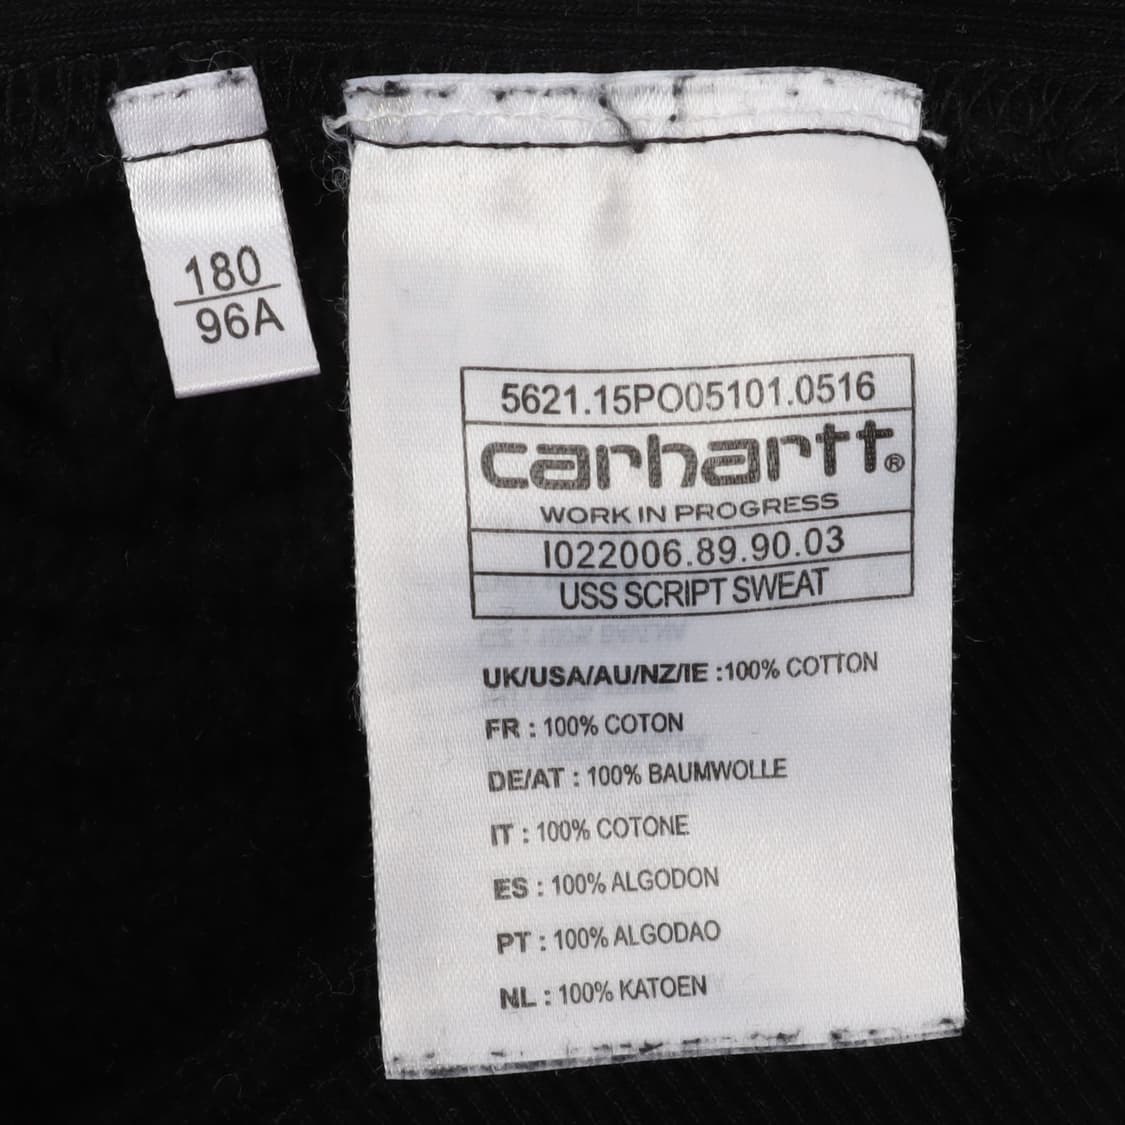 180
96A
5621.15PO05101.0516
carhartt®
WORK IN PROGRESS
I022006.89.90.03
USS SCRIPT SWEAT
UK/USA/AU/NZ/IE :100% COTTON
FR : 100% COTON
DE/AT : 100% BAUMWOLLE
IT : 100% COTONE
ES : 100% ALGODON
PT : 100% ALGODAO
NL : 100% KATOEN